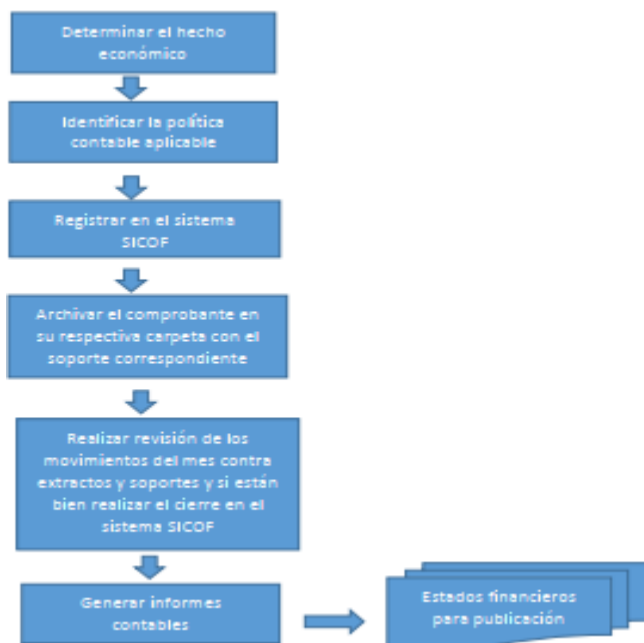 Determinar el hecho
económico
Identificar la política
contable aplicable
Registrar en el sistema
SICOF
Archivar el comprobante en
su respectiva carpeta con el
soporte correspondiente
Realizar revisión de los
movimientos del mes contra
extractos y soportes y si están
bien realizar el cierre en el
sistema SICOF
Generar informes
contables
Estados financieros
para publicación